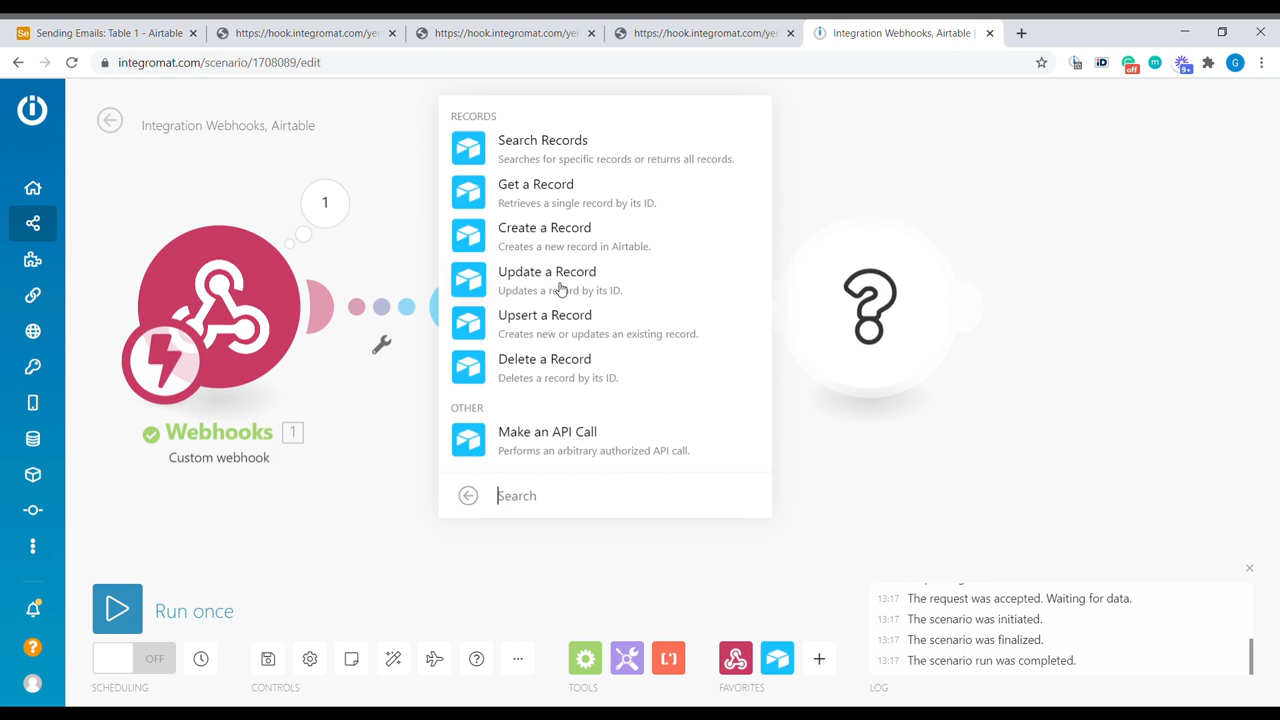 Sending Emails: Table 1 - Airtable
https://hook.integromat.com/yer
https://hook.integromat.com/yer
https://hook.integromat.com/yer
Integration Webhooks, Airtable |
integromat.com/scenario/1708089/edit
off
9+
G
Integration Webhooks, Airtable
RECORDS
Search Records
Searches for specific records or returns all records.
Get a Record
Retrieves a single record by its ID.
Create a Record
Creates a new record in Airtable.
Update a Record
Updates a record by its ID.
Upsert a Record
Creates new or updates an existing record.
Delete a Record
Deletes a record by its ID.
OTHER
Make an API Call
Performs an arbitrary authorized API call.
Search
1
?
Webhooks 1
Custom webhook
Run once
OFF
SCHEDULING
CONTROLS
TOOLS
FAVORITES
13:17 The request was accepted. Waiting for data.
13:17 The scenario was initiated.
13:17 The scenario was finalized.
13:17 The scenario run was completed.
LOG